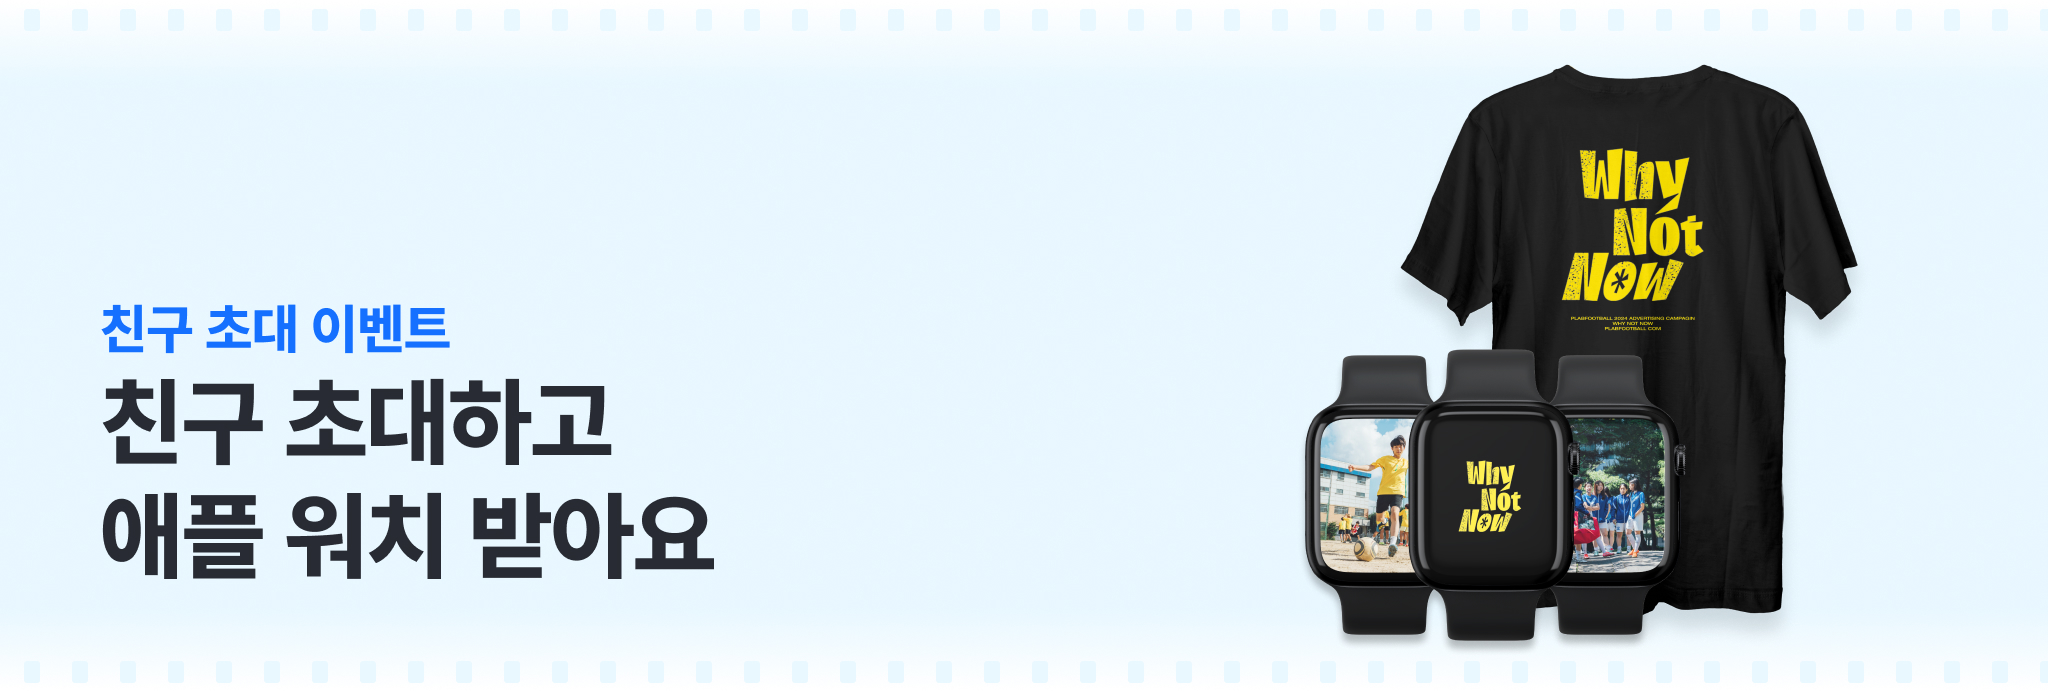 친구 초대 이벤트
친구 초대하고
애플 워치 받아요
Why
Not
Now
PLABFOOTBALL 2024 ADVERTISING CAMPAGIN
WHY NOT NOW
PLABFOOTBALL.COM
Why
Not
Now